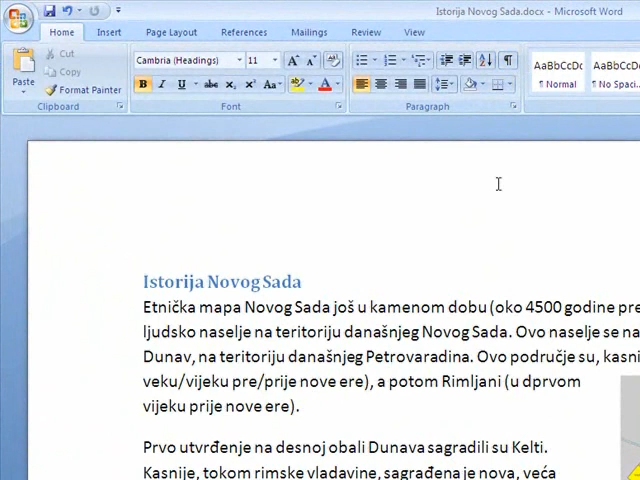 Istorija Novog Sada.docx - Microsoft Word
Home Insert Page Layout References Mailings Review View
Paste
Cut
Copy
Format Painter
Clipboard
Cambria (Headings) 11
B I U abc x₂ x² Aa
Font
Paragraph
AaBbCcDc AaBbCcDc
¶ Normal ¶ No Spaci...
Istorija Novog Sada
Etnička mapa Novog Sada još u kamenom dobu (oko 4500 godine pre
ljudsko naselje na teritoriju današnjeg Novog Sada. Ovo naselje se na
Dunav, na teritoriju današnjeg Petrovaradina. Ovo područje su, kasni
veku/vijeku pre/prije nove ere), a potom Rimljani (u dprvom
vijeku prije nove ere).
Prvo utvrđenje na desnoj obali Dunava sagradili su Kelti.
Kasnije, tokom rimske vladavine, sagrađena je nova, veća